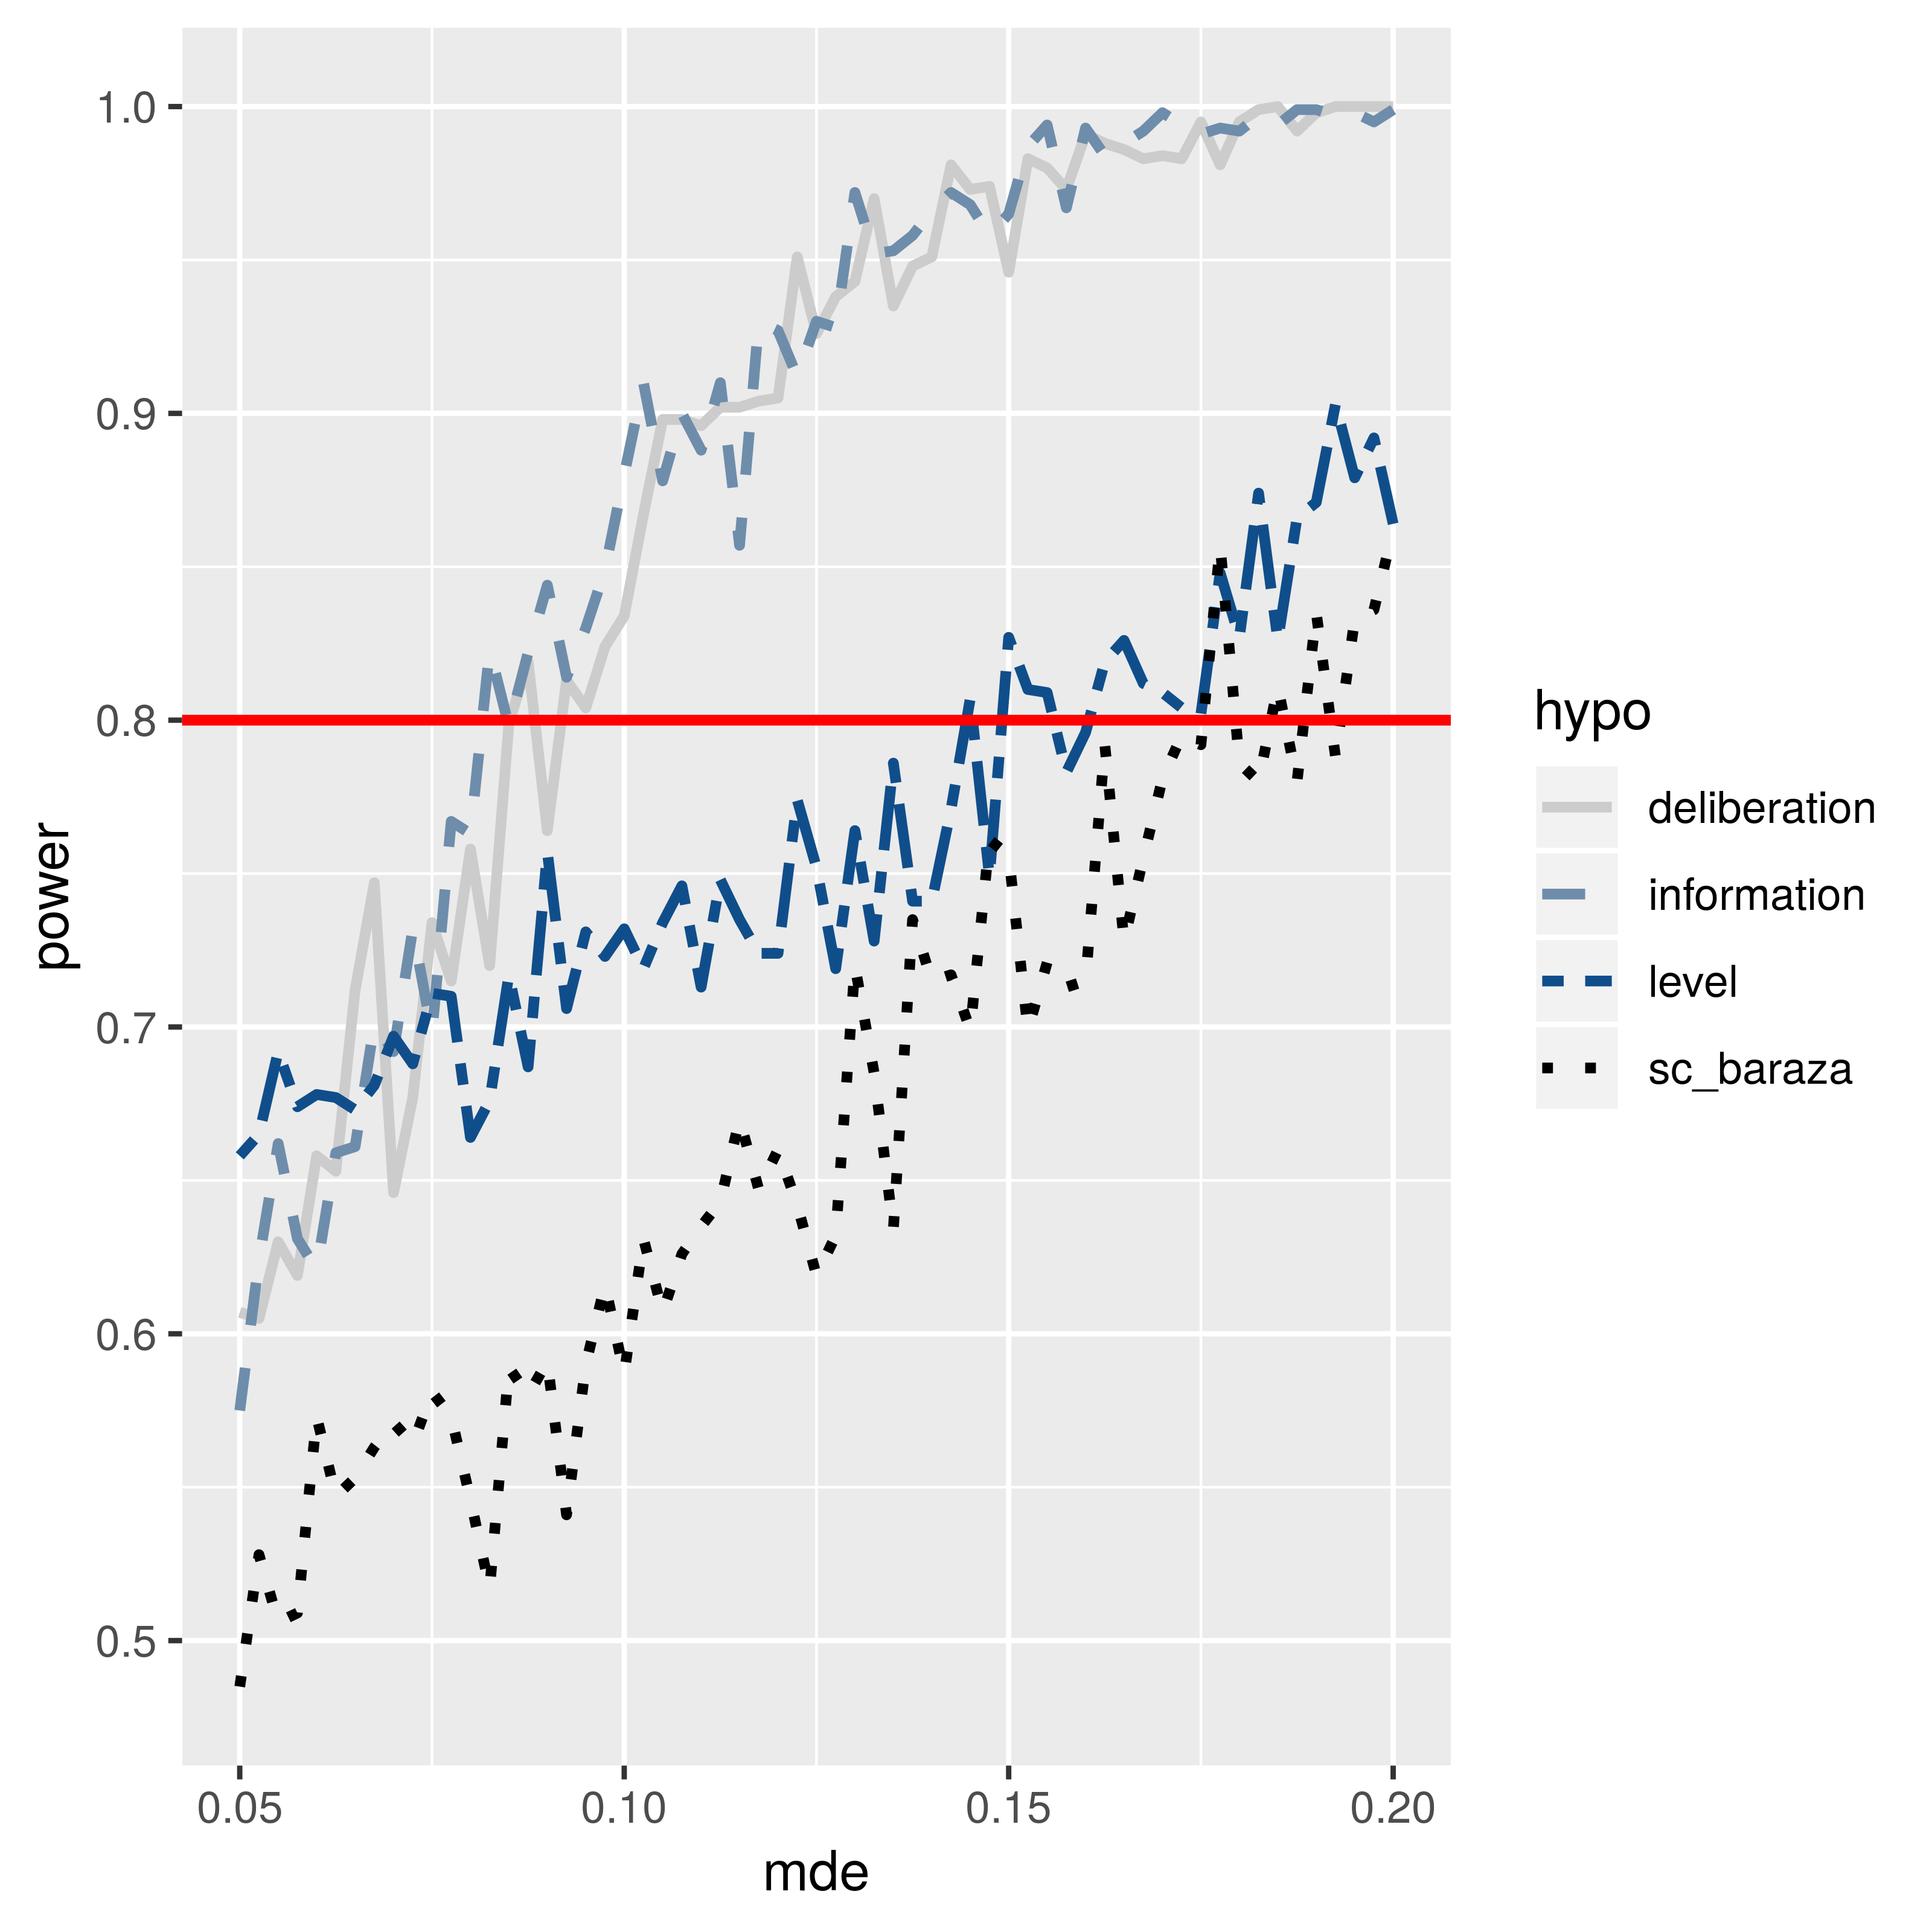 1.0
0.9
0.8
0.7
0.6
0.5
power
0.05 0.10 0.15 0.20
mde
hypo
deliberation
information
level
sc_baraza